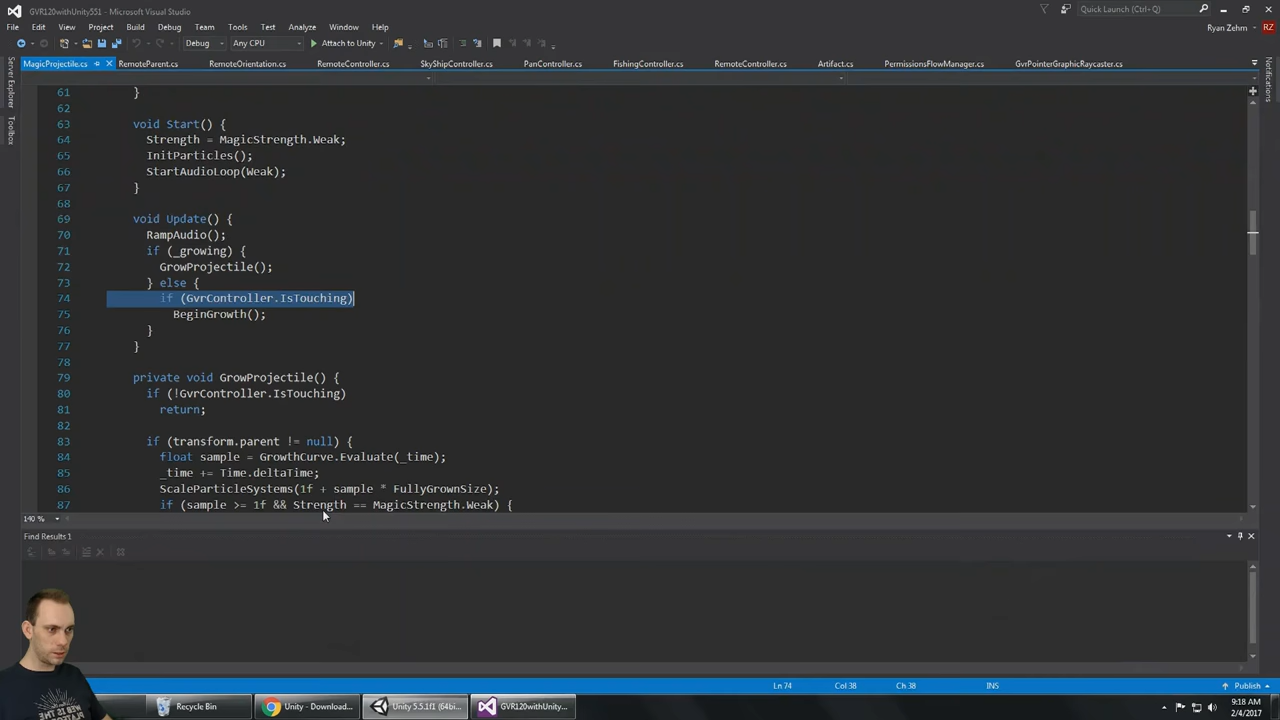 GVR120withUnity551 - Microsoft Visual Studio
Quick Launch (Ctrl+Q)
File Edit View Project Build Debug Team Tools Test Analyze Window Help
Ryan Zehm RZ
Debug Any CPU Attach to Unity
MagicProjectile.cs RemoteParent.cs RemoteOrientation.cs RemoteController.cs SkyShipController.cs PanController.cs FishingController.cs RemoteController.cs Artifact.cs PermissionsFlowManager.cs GvrPointerGraphicRaycaster.cs
Server Explorer
Toolbox
Notifications
61 }
62
63 void Start() {
64 Strength = MagicStrength.Weak;
65 InitParticles();
66 StartAudioLoop(Weak);
67 }
68
69 void Update() {
70 RampAudio();
71 if (_growing) {
72 GrowProjectile();
73 } else {
74 if (GvrController.IsTouching)
75 BeginGrowth();
76 }
77 }
78
79 private void GrowProjectile() {
80 if (!GvrController.IsTouching)
81 return;
82
83 if (transform.parent != null) {
84 float sample = GrowthCurve.Evaluate(_time);
85 _time += Time.deltaTime;
86 ScaleParticleSystems(1f + sample * FullyGrownSize);
87 if (sample >= 1f && Strength == MagicStrength.Weak) {
140 %
Find Results 1
Ln 74 Col 38 Ch 38 INS Publish
Recycle Bin Unity - Download... Unity 5.5.1f1 (64bi... GVR120withUnity...
9:18 AM
2/4/2017